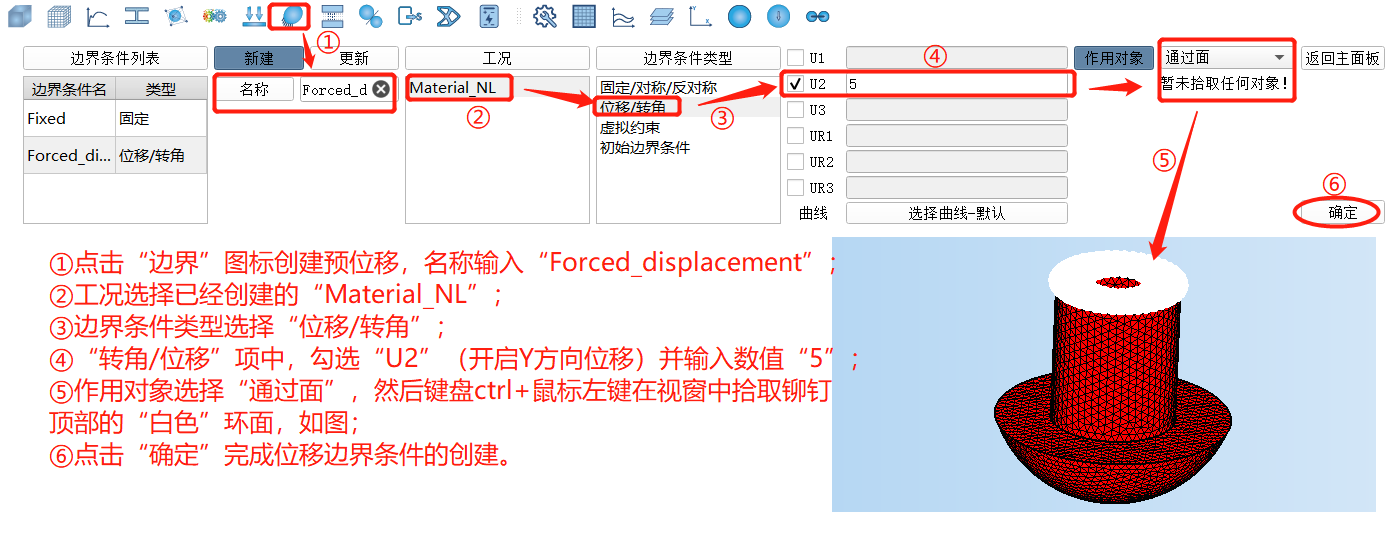 ①
边界条件列表 新建 更新 工况 边界条件类型 U1 ④ 作用对象 通过面 返回主面板
边界条件名 类型 名称 Forced_d Material_NL 固定/对称/反对称 U2 5 暂未拾取任何对象!
Fixed 固定 ② 位移/转角 ③ U3
虚拟约束 UR1
Forced_di... 位移/转角 初始边界条件 UR2 ⑤
UR3 ⑥
曲线 选择曲线-默认 确定
①点击“边界”图标创建预位移，名称输入“Forced_displacement”；
②工况选择已经创建的“Material_NL”；
③边界条件类型选择“位移/转角”；
④“转角/位移”项中，勾选“U2”（开启Y方向位移）并输入数值“5”；
⑤作用对象选择“通过面”，然后键盘ctrl+鼠标左键在视窗中拾取铆钉
顶部的“白色”环面，如图；
⑥点击“确定”完成位移边界条件的创建。